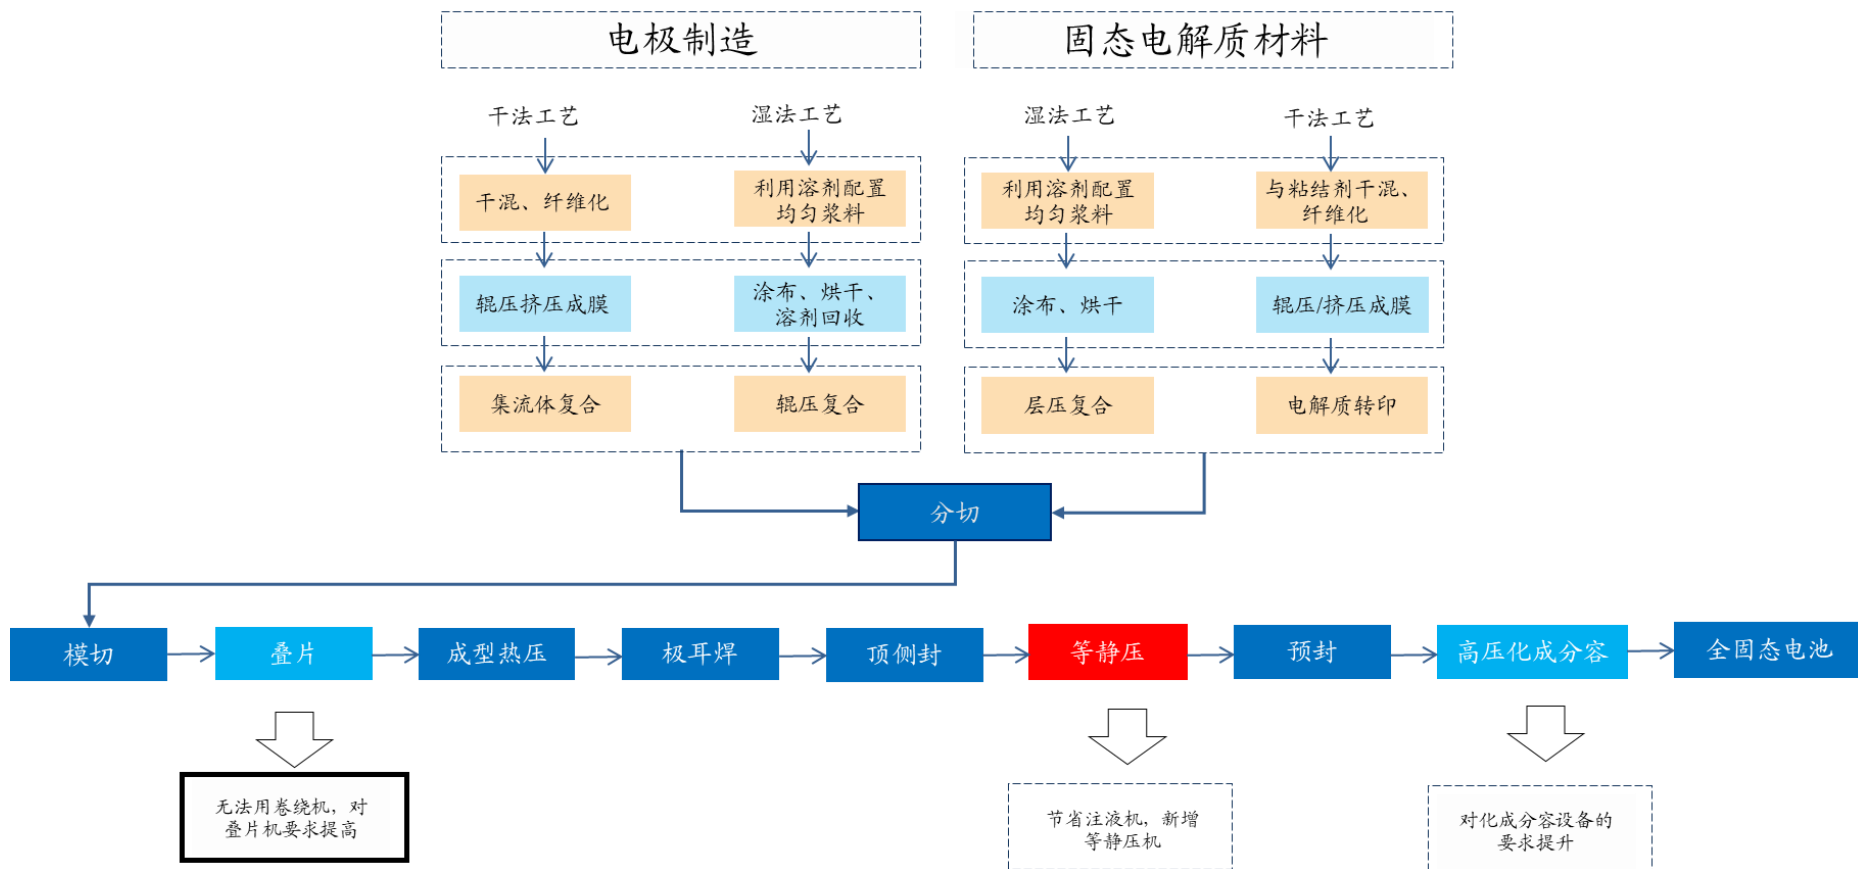 电极制造
固态电解质材料
干法工艺
湿法工艺
湿法工艺
干法工艺
干混、纤维化
利用溶剂配置
均匀浆料
利用溶剂配置
均匀浆料
与粘结剂干混、
纤维化
辊压挤压成膜
涂布、烘干、
溶剂回收
涂布、烘干
辊压/挤压成膜
集流体复合
辊压复合
层压复合
电解质转印
分切
模切
叠片
成型热压
极耳焊
顶侧封
等静压
预封
高压化成分容
全固态电池
无法用卷绕机，对
叠片机要求提高
节省注液机，新增
等静压机
对化成分容设备的
要求提升